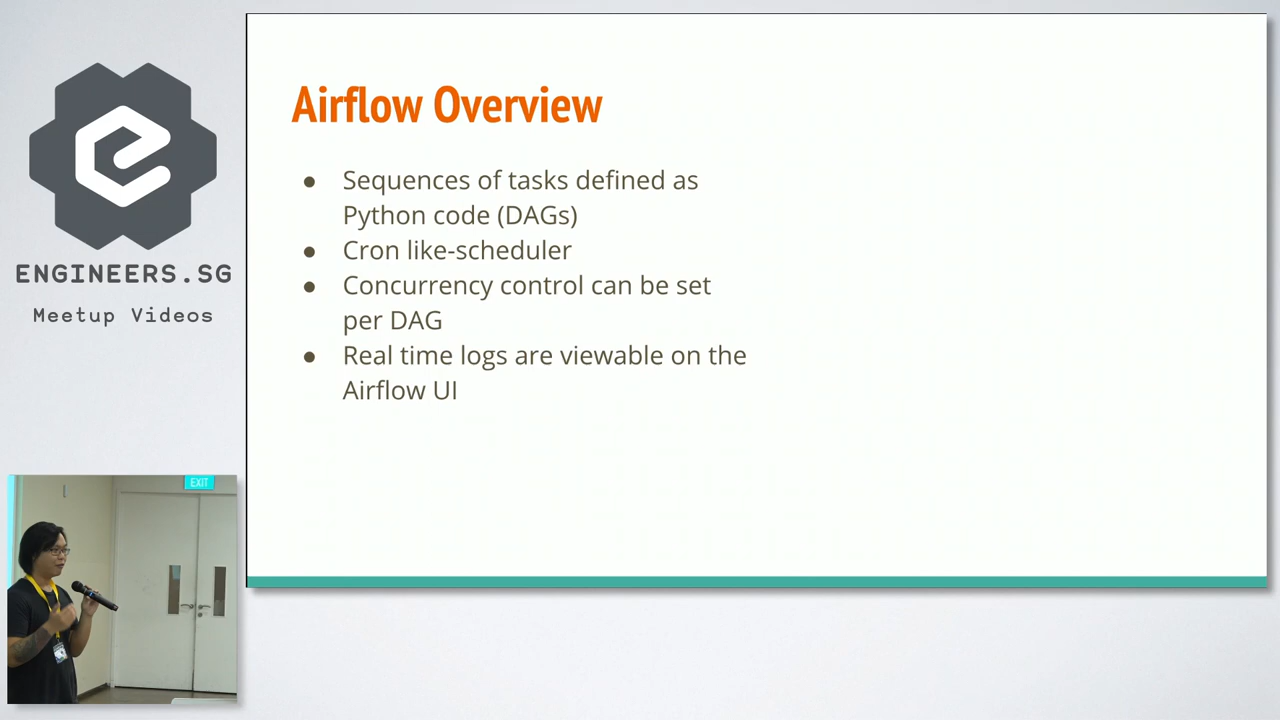 ENGINEERS.SG
Meetup Videos
Airflow Overview
● Sequences of tasks defined as
Python code (DAGs)
● Cron like-scheduler
● Concurrency control can be set
per DAG
● Real time logs are viewable on the
Airflow UI
EXIT